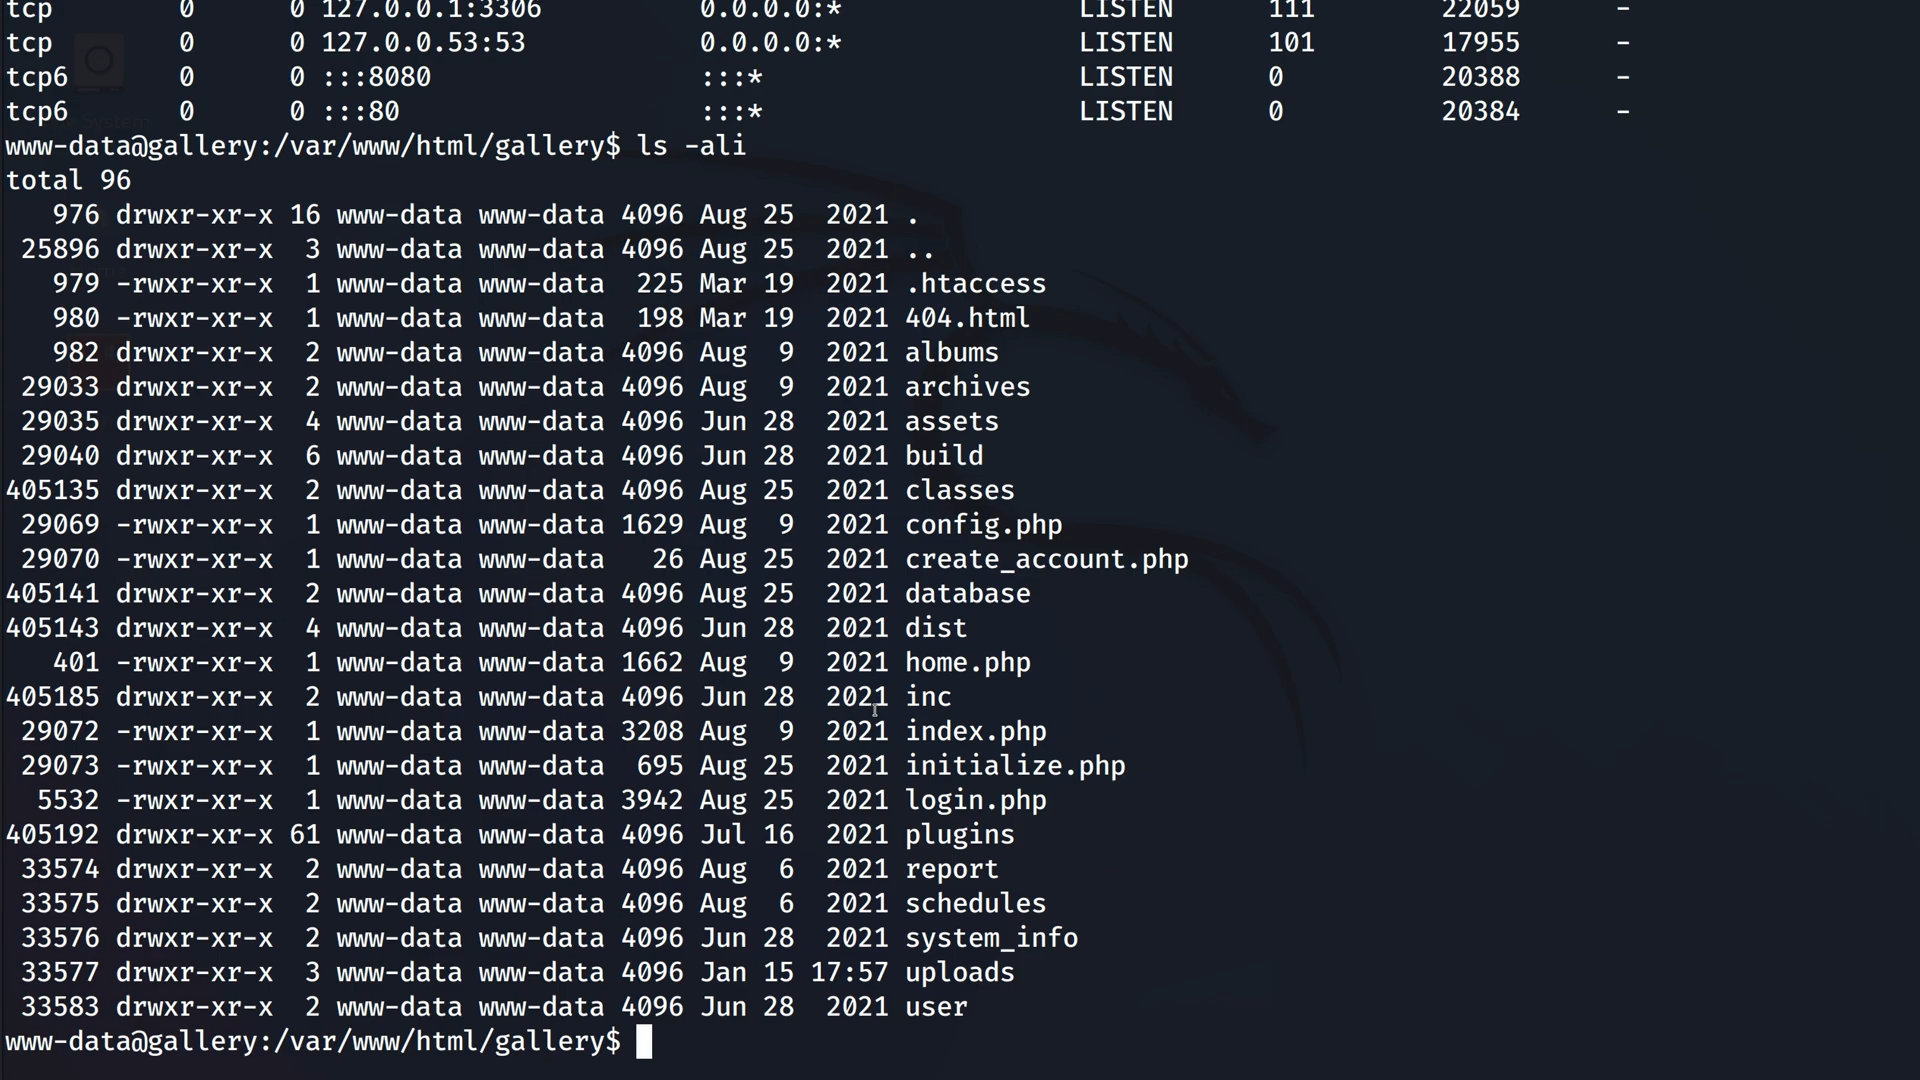 tcp 0 0 127.0.0.1:3306 0.0.0.0:* LISTEN 111 22059 -
tcp 0 0 127.0.0.53:53 0.0.0.0:* LISTEN 101 17955 -
tcp6 0 0 :::8080 :::* LISTEN 0 20388 -
tcp6 0 0 :::80 :::* LISTEN 0 20384 -
System
www-data@gallery:/var/www/html/gallery$ ls -ali
total 96
976 drwxr-xr-x 16 www-data www-data 4096 Aug 25 2021 .
25896 drwxr-xr-x 3 www-data www-data 4096 Aug 25 2021 ..
979 -rwxr-xr-x 1 www-data www-data 225 Mar 19 2021 .htaccess
980 -rwxr-xr-x 1 www-data www-data 198 Mar 19 2021 404.html
982 drwxr-xr-x 2 www-data www-data 4096 Aug 9 2021 albums
29033 drwxr-xr-x 2 www-data www-data 4096 Aug 9 2021 archives
29035 drwxr-xr-x 4 www-data www-data 4096 Jun 28 2021 assets
29040 drwxr-xr-x 6 www-data www-data 4096 Jun 28 2021 build
405135 drwxr-xr-x 2 www-data www-data 4096 Aug 25 2021 classes
29069 -rwxr-xr-x 1 www-data www-data 1629 Aug 9 2021 config.php
29070 -rwxr-xr-x 1 www-data www-data 26 Aug 25 2021 create_account.php
405141 drwxr-xr-x 2 www-data www-data 4096 Aug 25 2021 database
405143 drwxr-xr-x 4 www-data www-data 4096 Jun 28 2021 dist
401 -rwxr-xr-x 1 www-data www-data 1662 Aug 9 2021 home.php
405185 drwxr-xr-x 2 www-data www-data 4096 Jun 28 2021 inc
29072 -rwxr-xr-x 1 www-data www-data 3208 Aug 9 2021 index.php
29073 -rwxr-xr-x 1 www-data www-data 695 Aug 25 2021 initialize.php
5532 -rwxr-xr-x 1 www-data www-data 3942 Aug 25 2021 login.php
405192 drwxr-xr-x 61 www-data www-data 4096 Jul 16 2021 plugins
33574 drwxr-xr-x 2 www-data www-data 4096 Aug 6 2021 report
33575 drwxr-xr-x 2 www-data www-data 4096 Aug 6 2021 schedules
33576 drwxr-xr-x 2 www-data www-data 4096 Jun 28 2021 system_info
33577 drwxr-xr-x 3 www-data www-data 4096 Jan 15 17:57 uploads
33583 drwxr-xr-x 2 www-data www-data 4096 Jun 28 2021 user
www-data@gallery:/var/www/html/gallery$